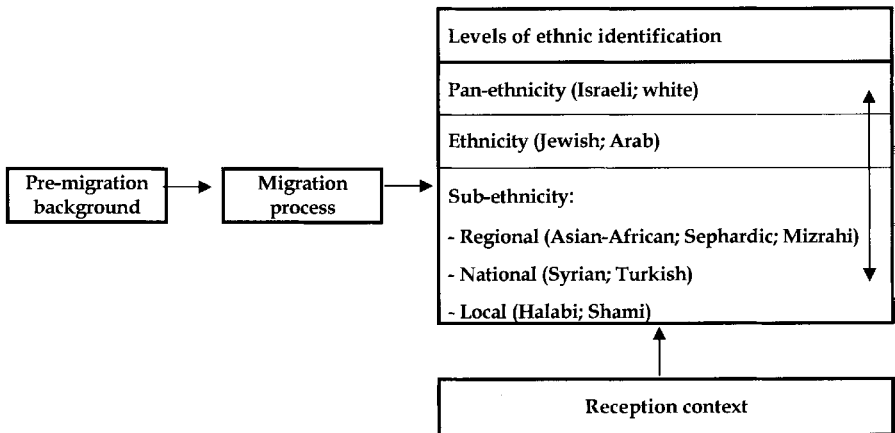 Levels of ethnic identification
Pan-ethnicity (Israeli; white)
Ethnicity (Jewish; Arab)
Pre-migration
background
Migration
process
Sub-ethnicity:
- Regional (Asian-African; Sephardic; Mizrahi)
- National (Syrian; Turkish)
- Local (Halabi; Shami)
Reception context